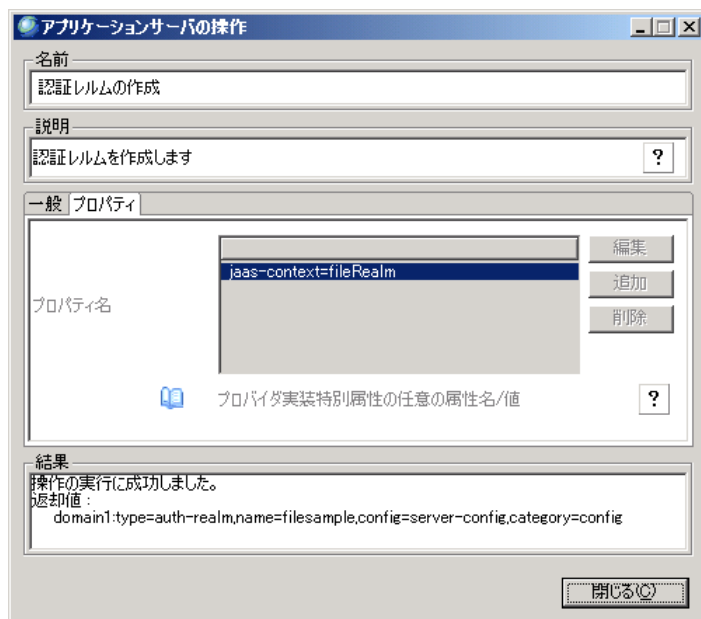 アプリケーションサーバの操作
名前
認証レルムの作成
説明
認証レルムを作成します
?
一般 プロパティ
編集
jaas-context=fileRealm
追加
プロパティ名
削除
プロバイダ実装特別属性の任意の属性名/値
?
結果
操作の実行に成功しました。
返却値：
domain1:type=auth-realm,name=filesample,config=server-config,category=config
閉じる(C)